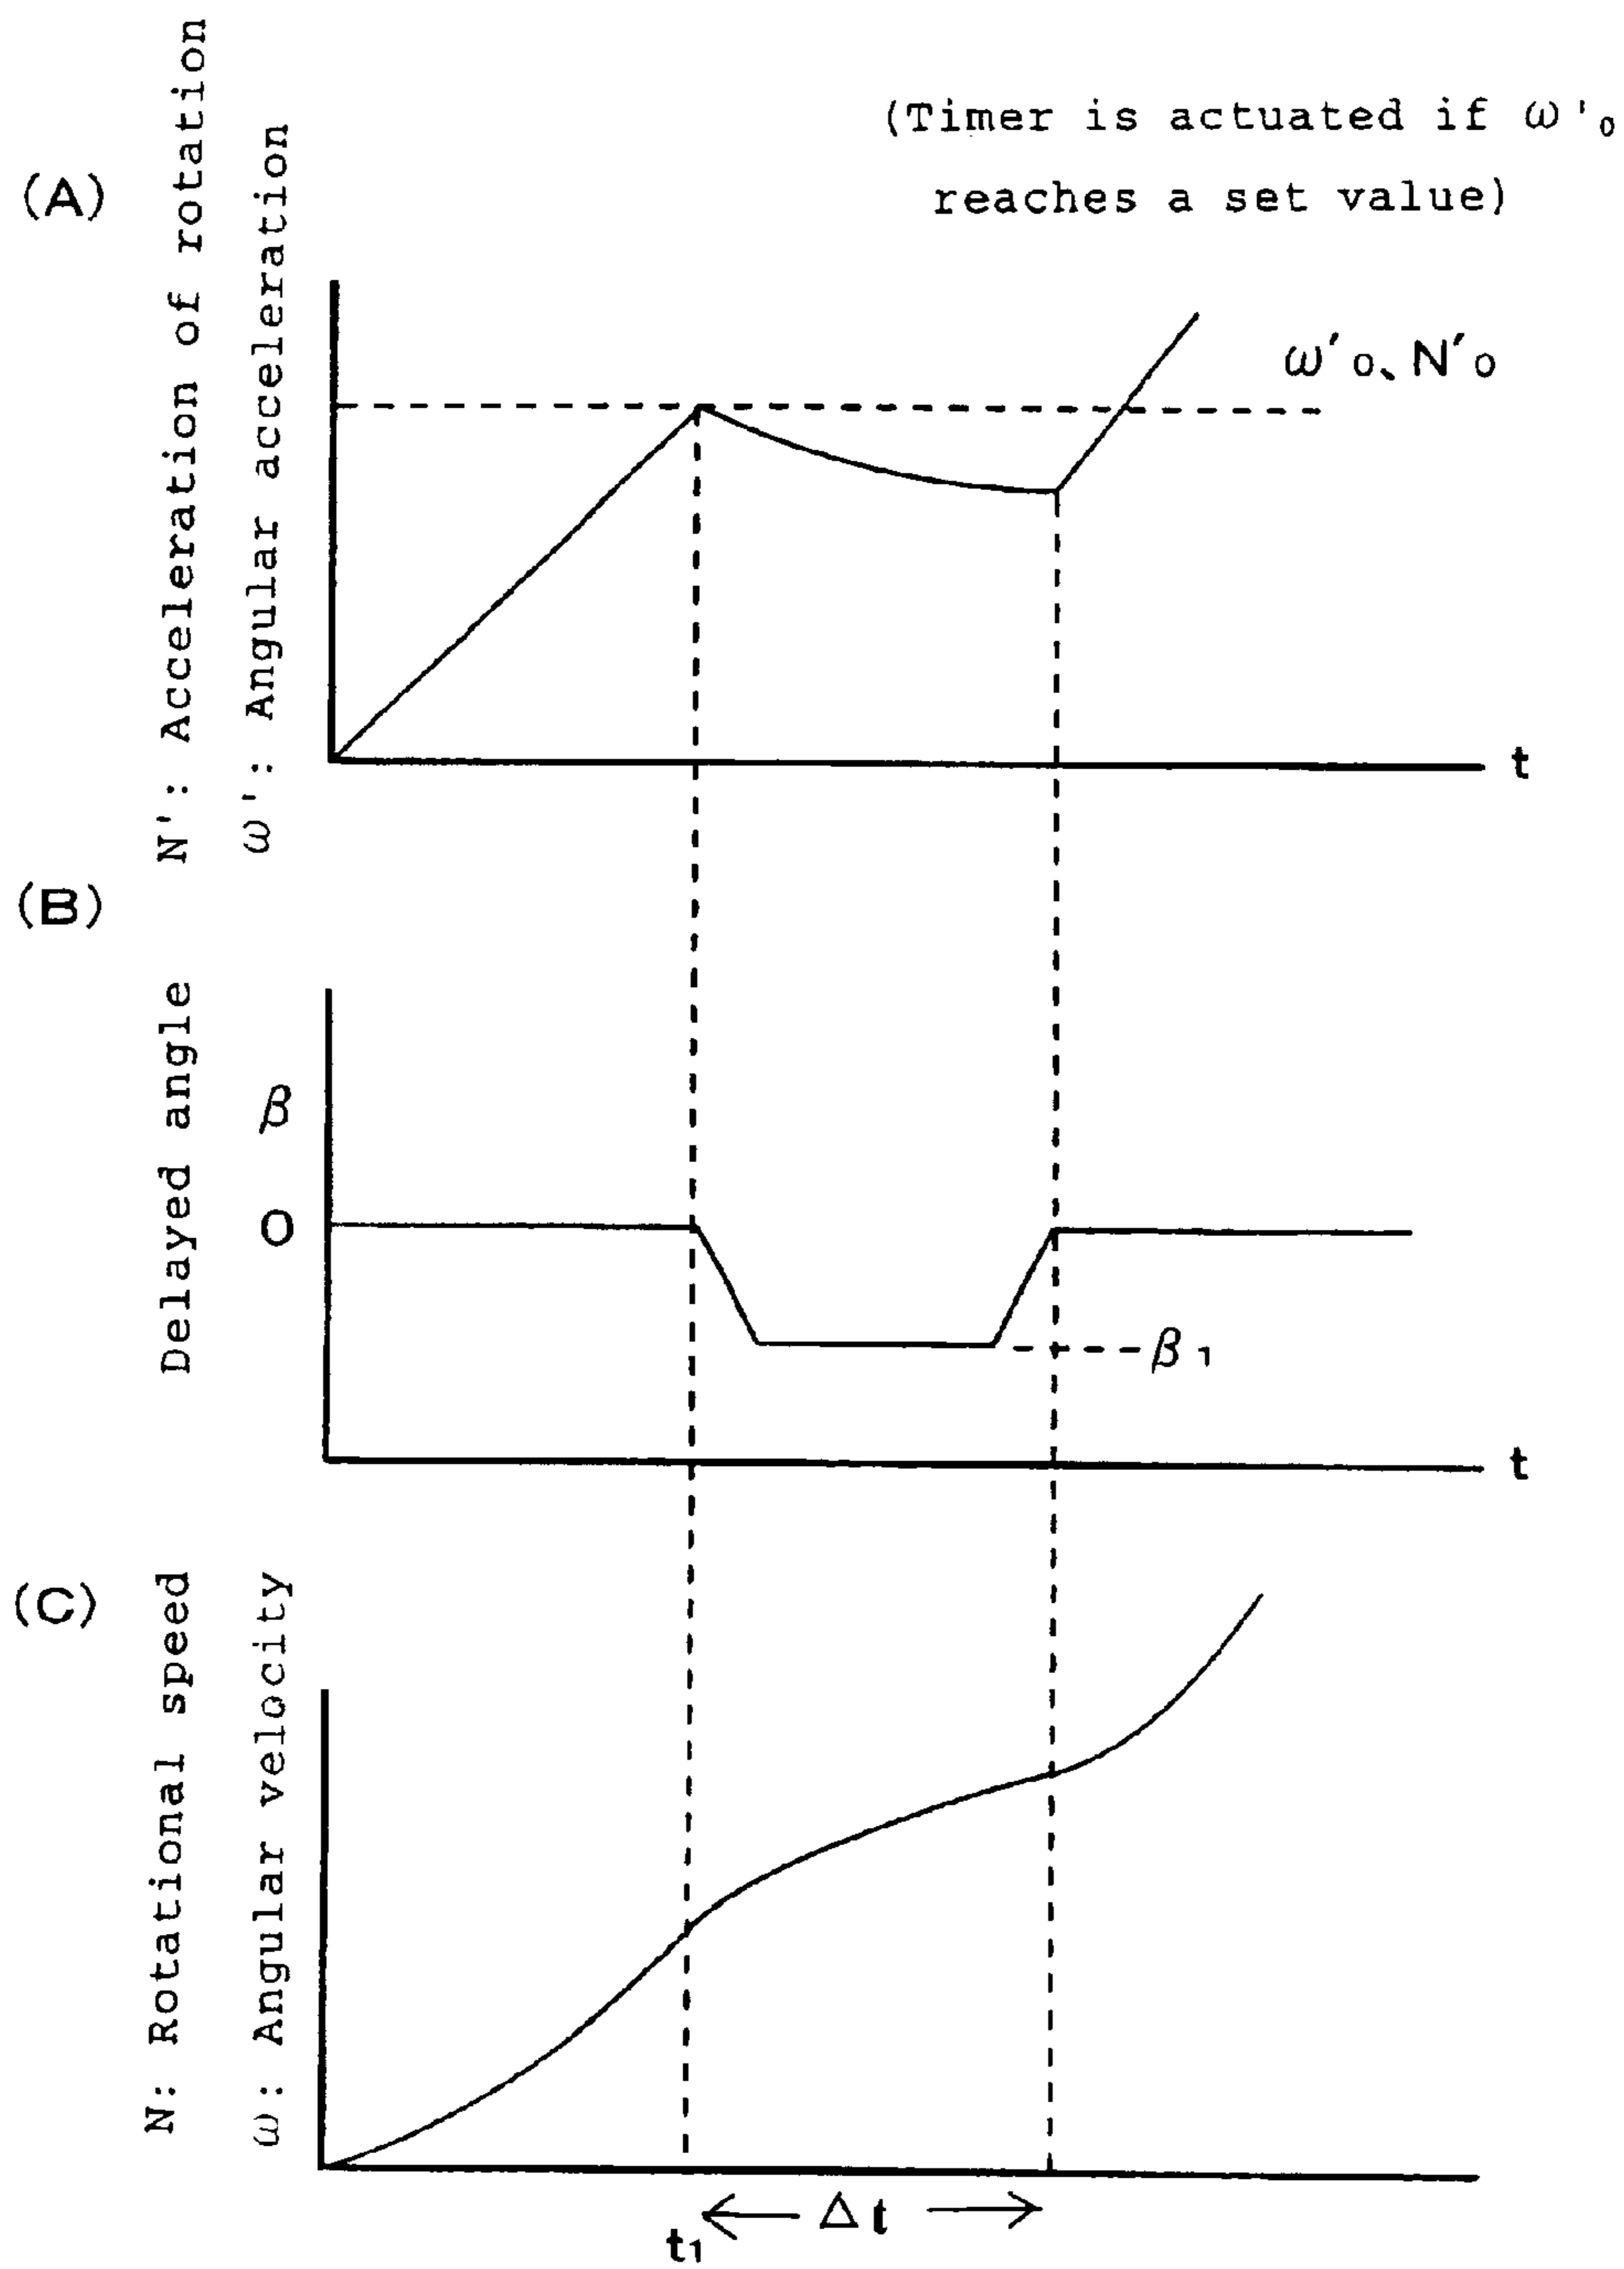 (A)
N': Acceleration of rotation
ω': Angular acceleration
(Timer is actuated if ω'₀
reaches a set value)
ω'₀、N'₀
t
(B)
Delayed angle
β
0
β₁
t
(C)
N: Rotational speed
ω: Angular velocity
Δt
t₁